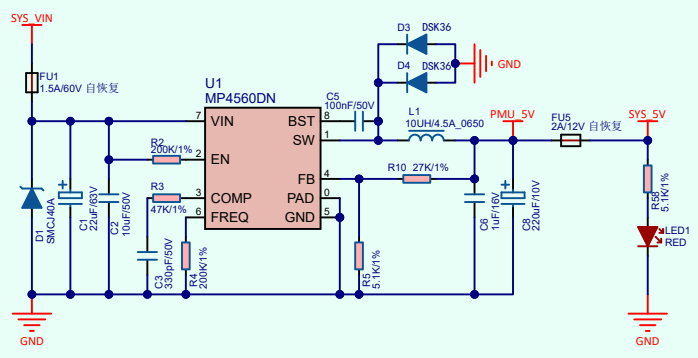 SYS_VIN
FU1
1.5A/60V 自恢复
U1
MP4560DN
D3 DSK36
D4 DSK36
GND
C5
100nF/50V
L1
10UH/4.5A_0650
PMU_5V
FU5
2A/12V 自恢复
SYS_5V
7 VIN
BST 8
SW 1
R2
200K/1%
2 EN
FB 4
R10 27K/1%
R3
47K/1%
3 COMP
PAD 0
6 FREQ
GND 5
D1
SMCJ40A
C1
22uF/63V
C2
10uF/50V
C3
330pF/50V
R4
200K/1%
R5
5.1K/1%
C6
1uF/16V
C8
220uF/10V
R58
5.1K/1%
LED1
RED
GND
GND